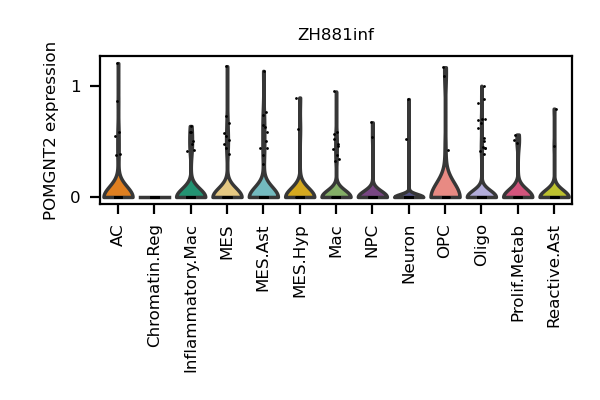 ZH881inf
POMGNT2 expression
1
0
AC
Chromatin.Reg
Inflammatory.Mac
MES
MES.Ast
MES.Hyp
Mac
NPC
Neuron
OPC
Oligo
Prolif.Metab
Reactive.Ast